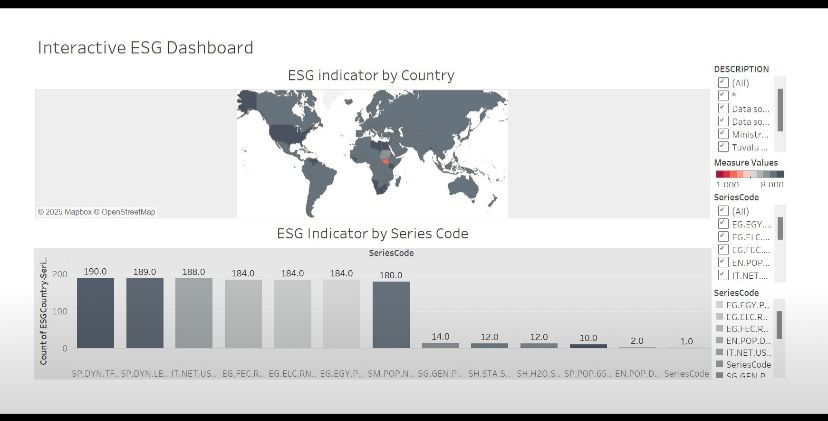 Interactive ESG Dashboard
ESG indicator by Country
© 2025 Mapbox © OpenStreetMap
ESG Indicator by Series Code
SeriesCode
Count of ESGCountry-Seri..
200
100
0
190.0 189.0 188.0 184.0 184.0 184.0 180.0 14.0 12.0 12.0 10.0 2.0 1.0
SP.DYN.TF.. SP.DYN.LE.. IT.NET.US.. EG.FEC.R.. EG.ELC.RN.. EG.EGY.P.. SM.POP.N.. SG.GEN.P.. SH.STA.S.. SH.H2O.S.. SP.POP.65.. EN.POP.D.. SeriesCode
DESCRIPTION
(All)
*
Data so...
Data so...
Ministr...
Tuvalu ...
Measure Values
1.000 8.000
SeriesCode
(All)
EG.EGY....
EG.ELC....
EG.FEC....
EN.POP....
IT.NET....
SeriesCode
EG.EGY.P..
EG.ELC.R..
EG.FEC.R..
EN.POP.D..
IT.NET.US..
SeriesCode
SG.GEN.P..